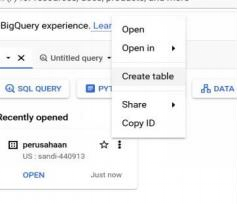 BigQuery experience. Lear
Open
Open in
Untitled query
Create table
SQL QUERY
PYT
DATA
Share
Copy ID
Recently opened
perusahaan
US : sandi-440913
OPEN
Just now